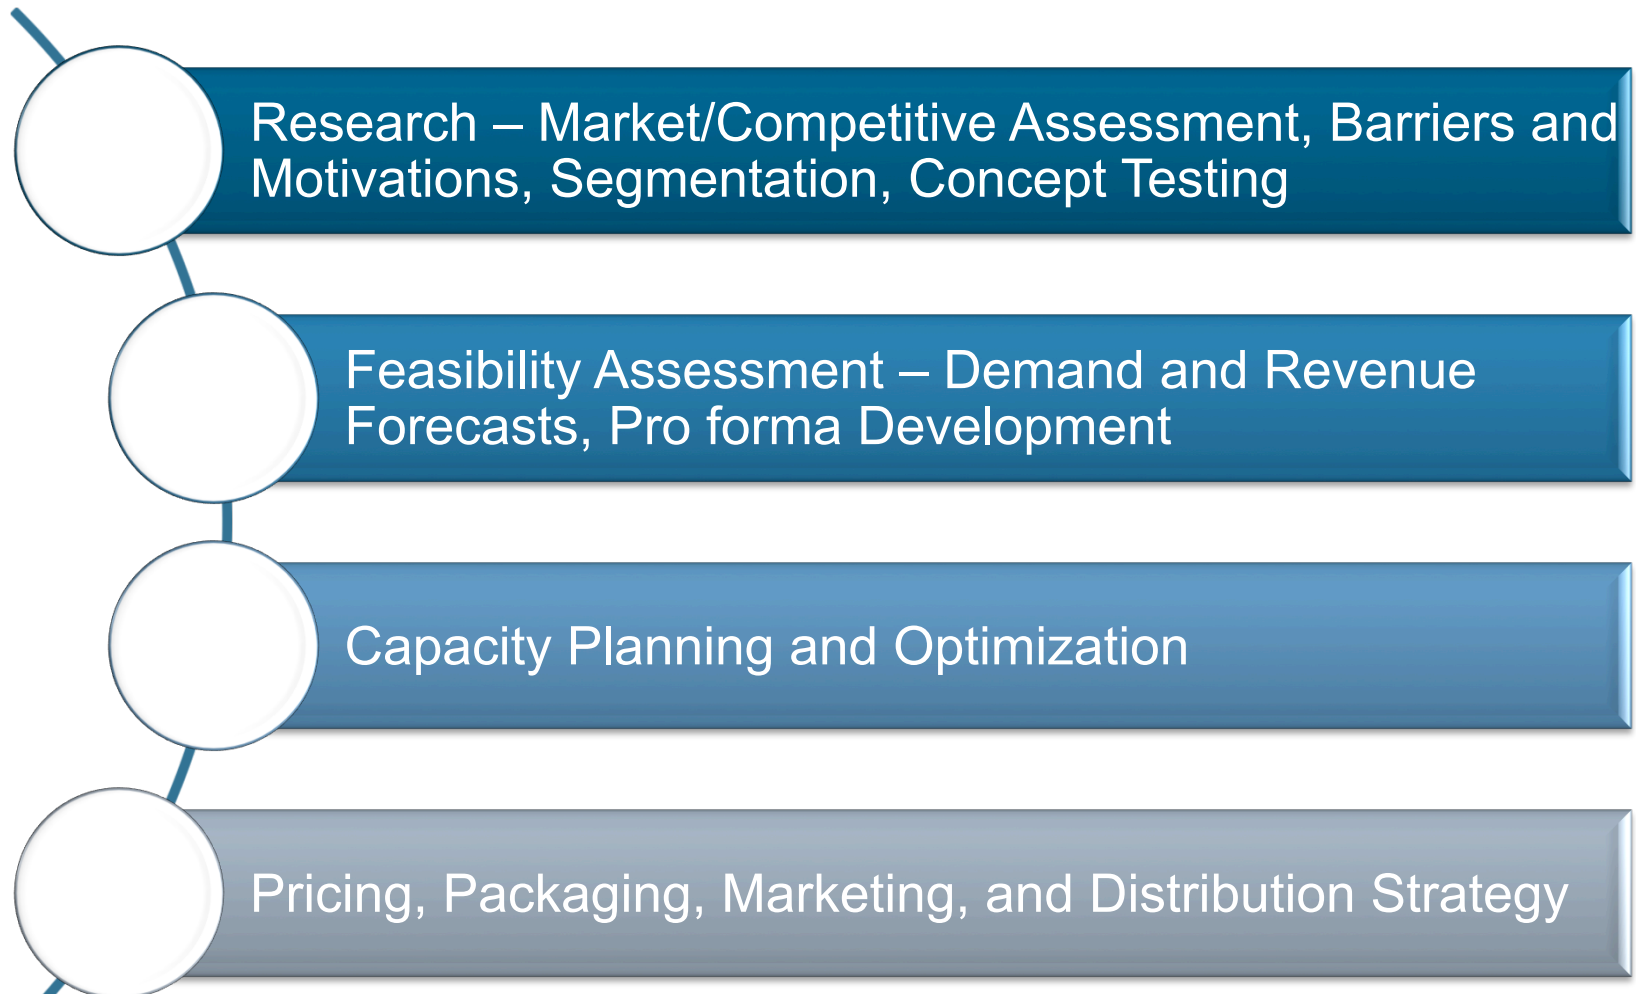 Research – Market/Competitive Assessment, Barriers and
Motivations, Segmentation, Concept Testing
Feasibility Assessment – Demand and Revenue
Forecasts, Pro forma Development
Capacity Planning and Optimization
Pricing, Packaging, Marketing, and Distribution Strategy